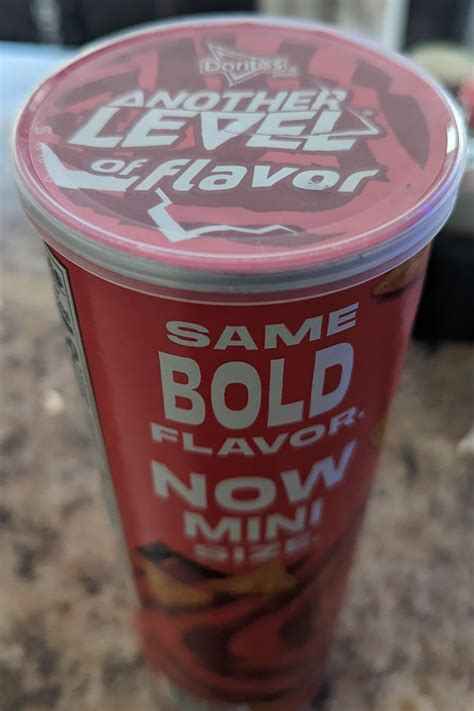 Doritos
ANOTHER
LEVEL
OF flavor
SAME
BOLD
FLAVOR.
NOW
MINI
SIZE.